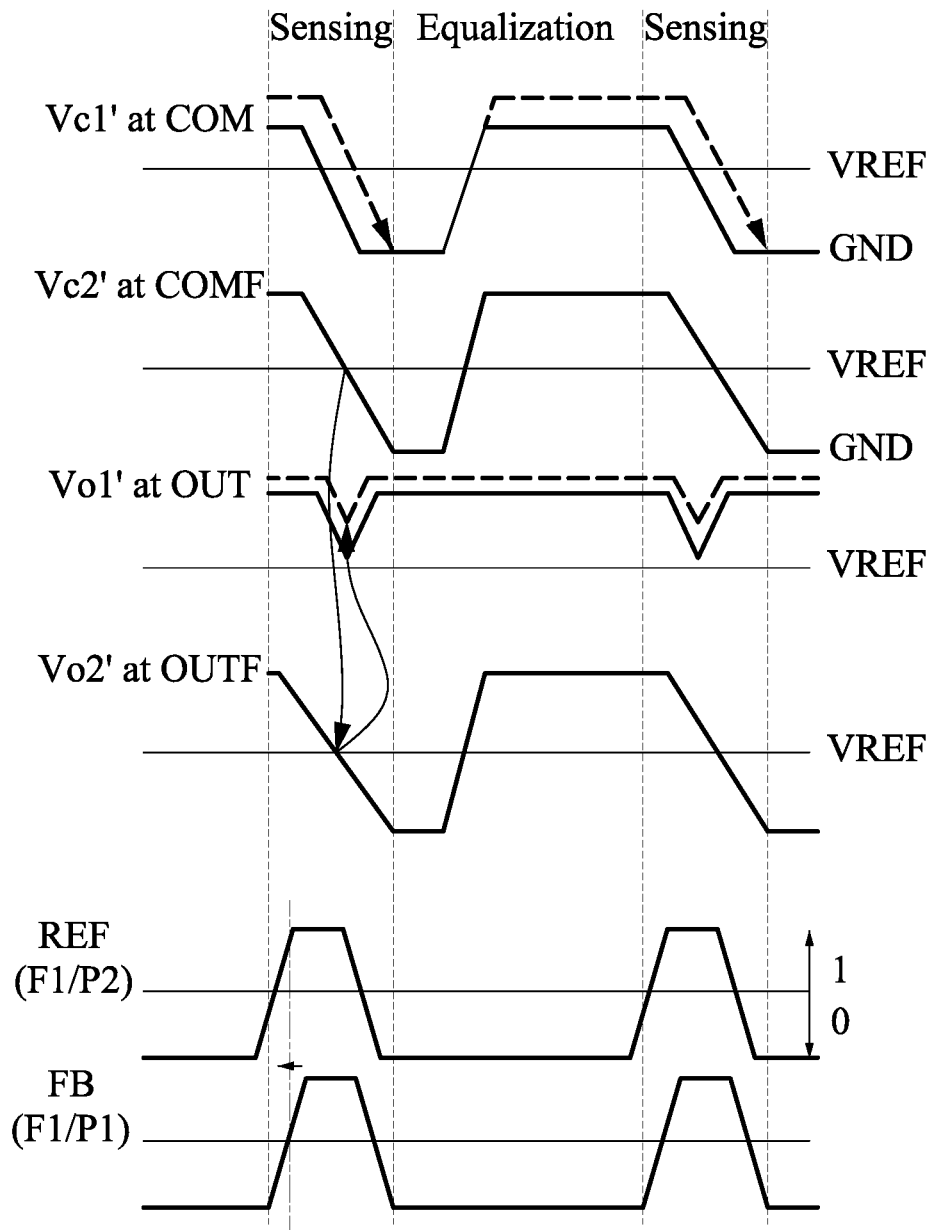 Sensing Equalization Sensing
Vc1' at COM
VREF
GND
Vc2' at COMF
VREF
GND
Vo1' at OUT
VREF
Vo2' at OUTF
VREF
REF
(F1/P2)
1
0
FB
(F1/P1)